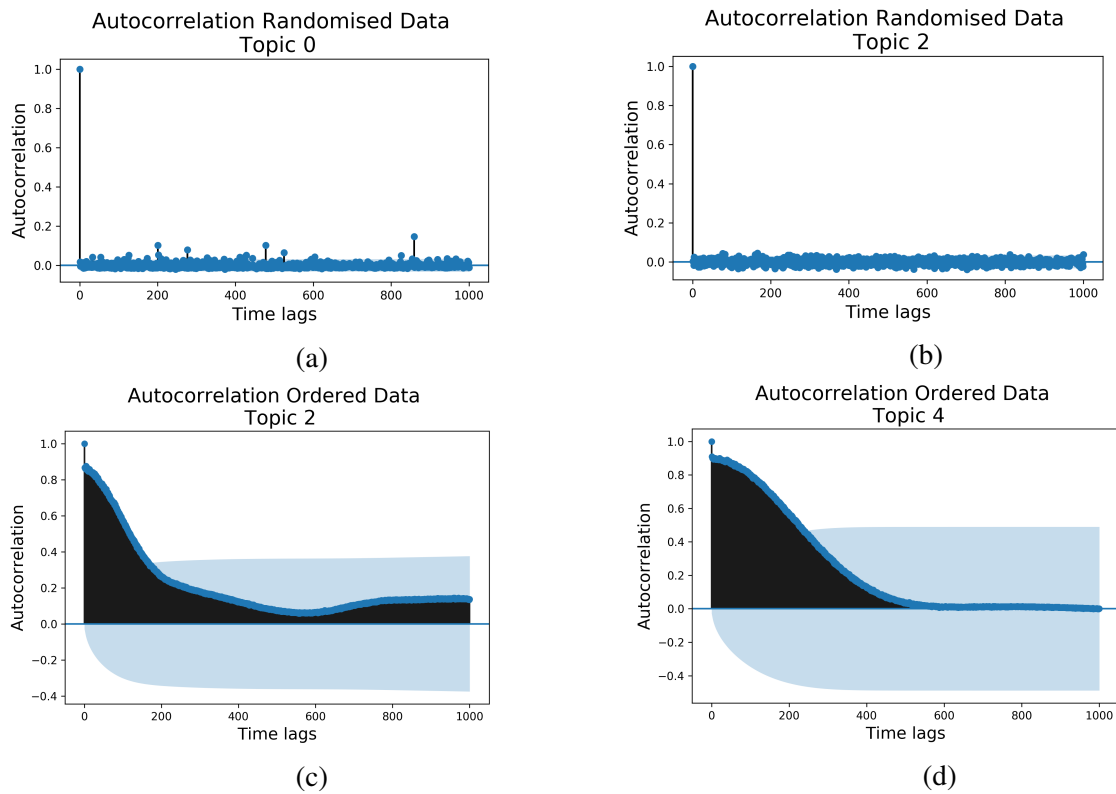 Autocorrelation Randomised Data
Topic 0
1.0
0.8
0.6
0.4
0.2
0.0
Autocorrelation
0 200 400 600 800 1000
Time lags
(a)
Autocorrelation Randomised Data
Topic 2
1.0
0.8
0.6
0.4
0.2
0.0
Autocorrelation
0 200 400 600 800 1000
Time lags
(b)
Autocorrelation Ordered Data
Topic 2
1.0
0.8
0.6
0.4
0.2
0.0
−0.2
−0.4
Autocorrelation
0 200 400 600 800 1000
Time lags
(c)
Autocorrelation Ordered Data
Topic 4
1.0
0.8
0.6
0.4
0.2
0.0
−0.2
−0.4
Autocorrelation
0 200 400 600 800 1000
Time lags
(d)